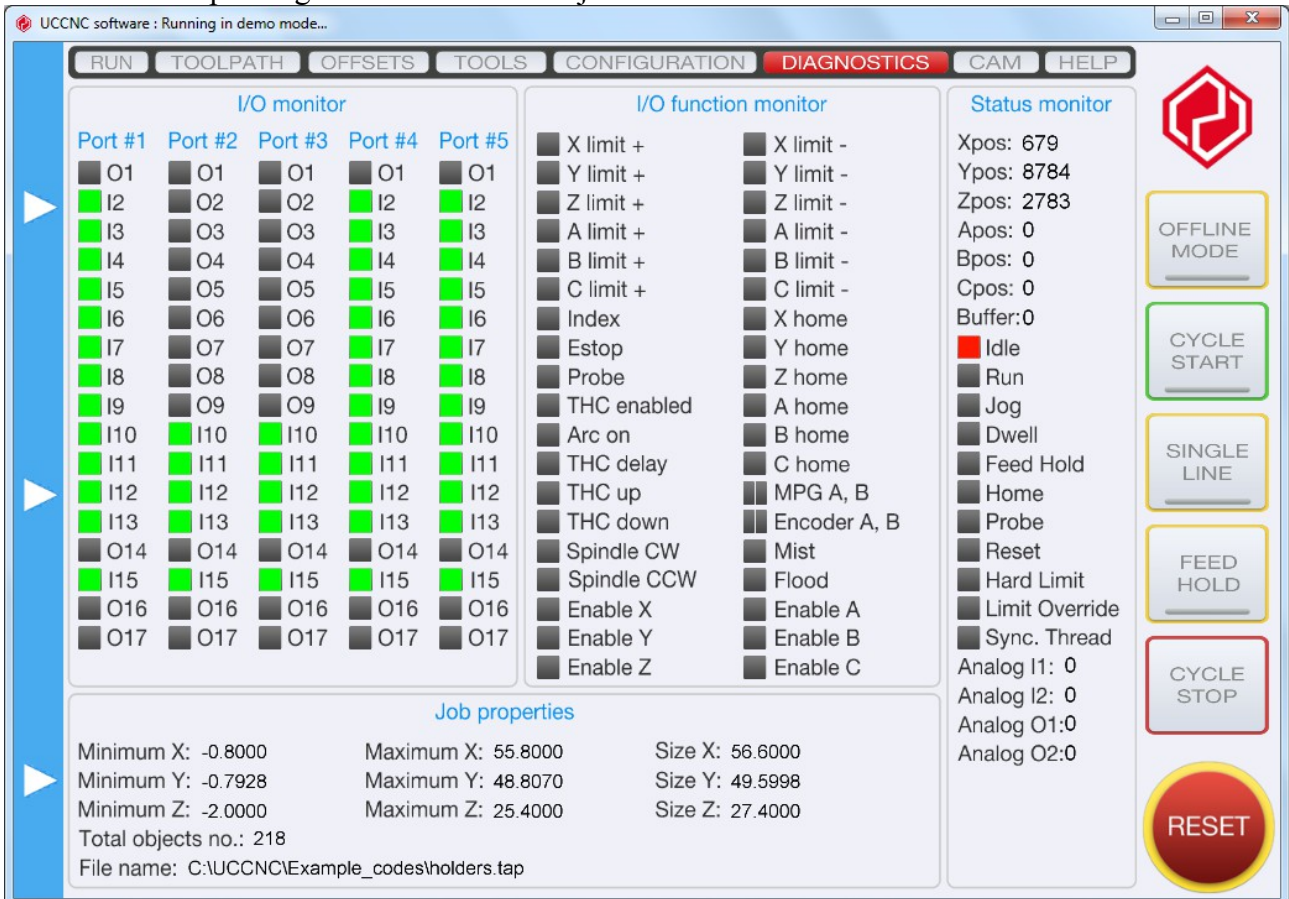 UCCNC software : Running in demo mode...
RUN TOOLPATH OFFSETS TOOLS CONFIGURATION DIAGNOSTICS CAM HELP
I/O monitor
Port #1 Port #2 Port #3 Port #4 Port #5
O1 O1 O1 O1 O1
I2 O2 O2 I2 I2
I3 O3 O3 I3 I3
I4 O4 O4 I4 I4
I5 O5 O5 I5 I5
I6 O6 O6 I6 I6
I7 O7 O7 I7 I7
I8 O8 O8 I8 I8
I9 O9 O9 I9 I9
I10 I10 I10 I10 I10
I11 I11 I11 I11 I11
I12 I12 I12 I12 I12
I13 I13 I13 I13 I13
O14 O14 O14 O14 O14
I15 I15 I15 I15 I15
O16 O16 O16 O16 O16
O17 O17 O17 O17 O17
I/O function monitor
X limit + X limit -
Y limit + Y limit -
Z limit + Z limit -
A limit + A limit -
B limit + B limit -
C limit + C limit -
Index X home
Estop Y home
Probe Z home
THC enabled A home
Arc on B home
THC delay C home
THC up MPG A, B
THC down Encoder A, B
Spindle CW Mist
Spindle CCW Flood
Enable X Enable A
Enable Y Enable B
Enable Z Enable C
Status monitor
Xpos: 679
Ypos: 8784
Zpos: 2783
Apos: 0
Bpos: 0
Cpos: 0
Buffer:0
Idle
Run
Jog
Dwell
Feed Hold
Home
Probe
Reset
Hard Limit
Limit Override
Sync. Thread
Analog I1: 0
Analog I2: 0
Analog O1:0
Analog O2:0
Job properties
Minimum X: -0.8000 Maximum X: 55.8000 Size X: 56.6000
Minimum Y: -0.7928 Maximum Y: 48.8070 Size Y: 49.5998
Minimum Z: -2.0000 Maximum Z: 25.4000 Size Z: 27.4000
Total objects no.: 218
File name: C:\UCCNC\Example_codes\holders.tap
OFFLINE
MODE
CYCLE
START
SINGLE
LINE
FEED
HOLD
CYCLE
STOP
RESET